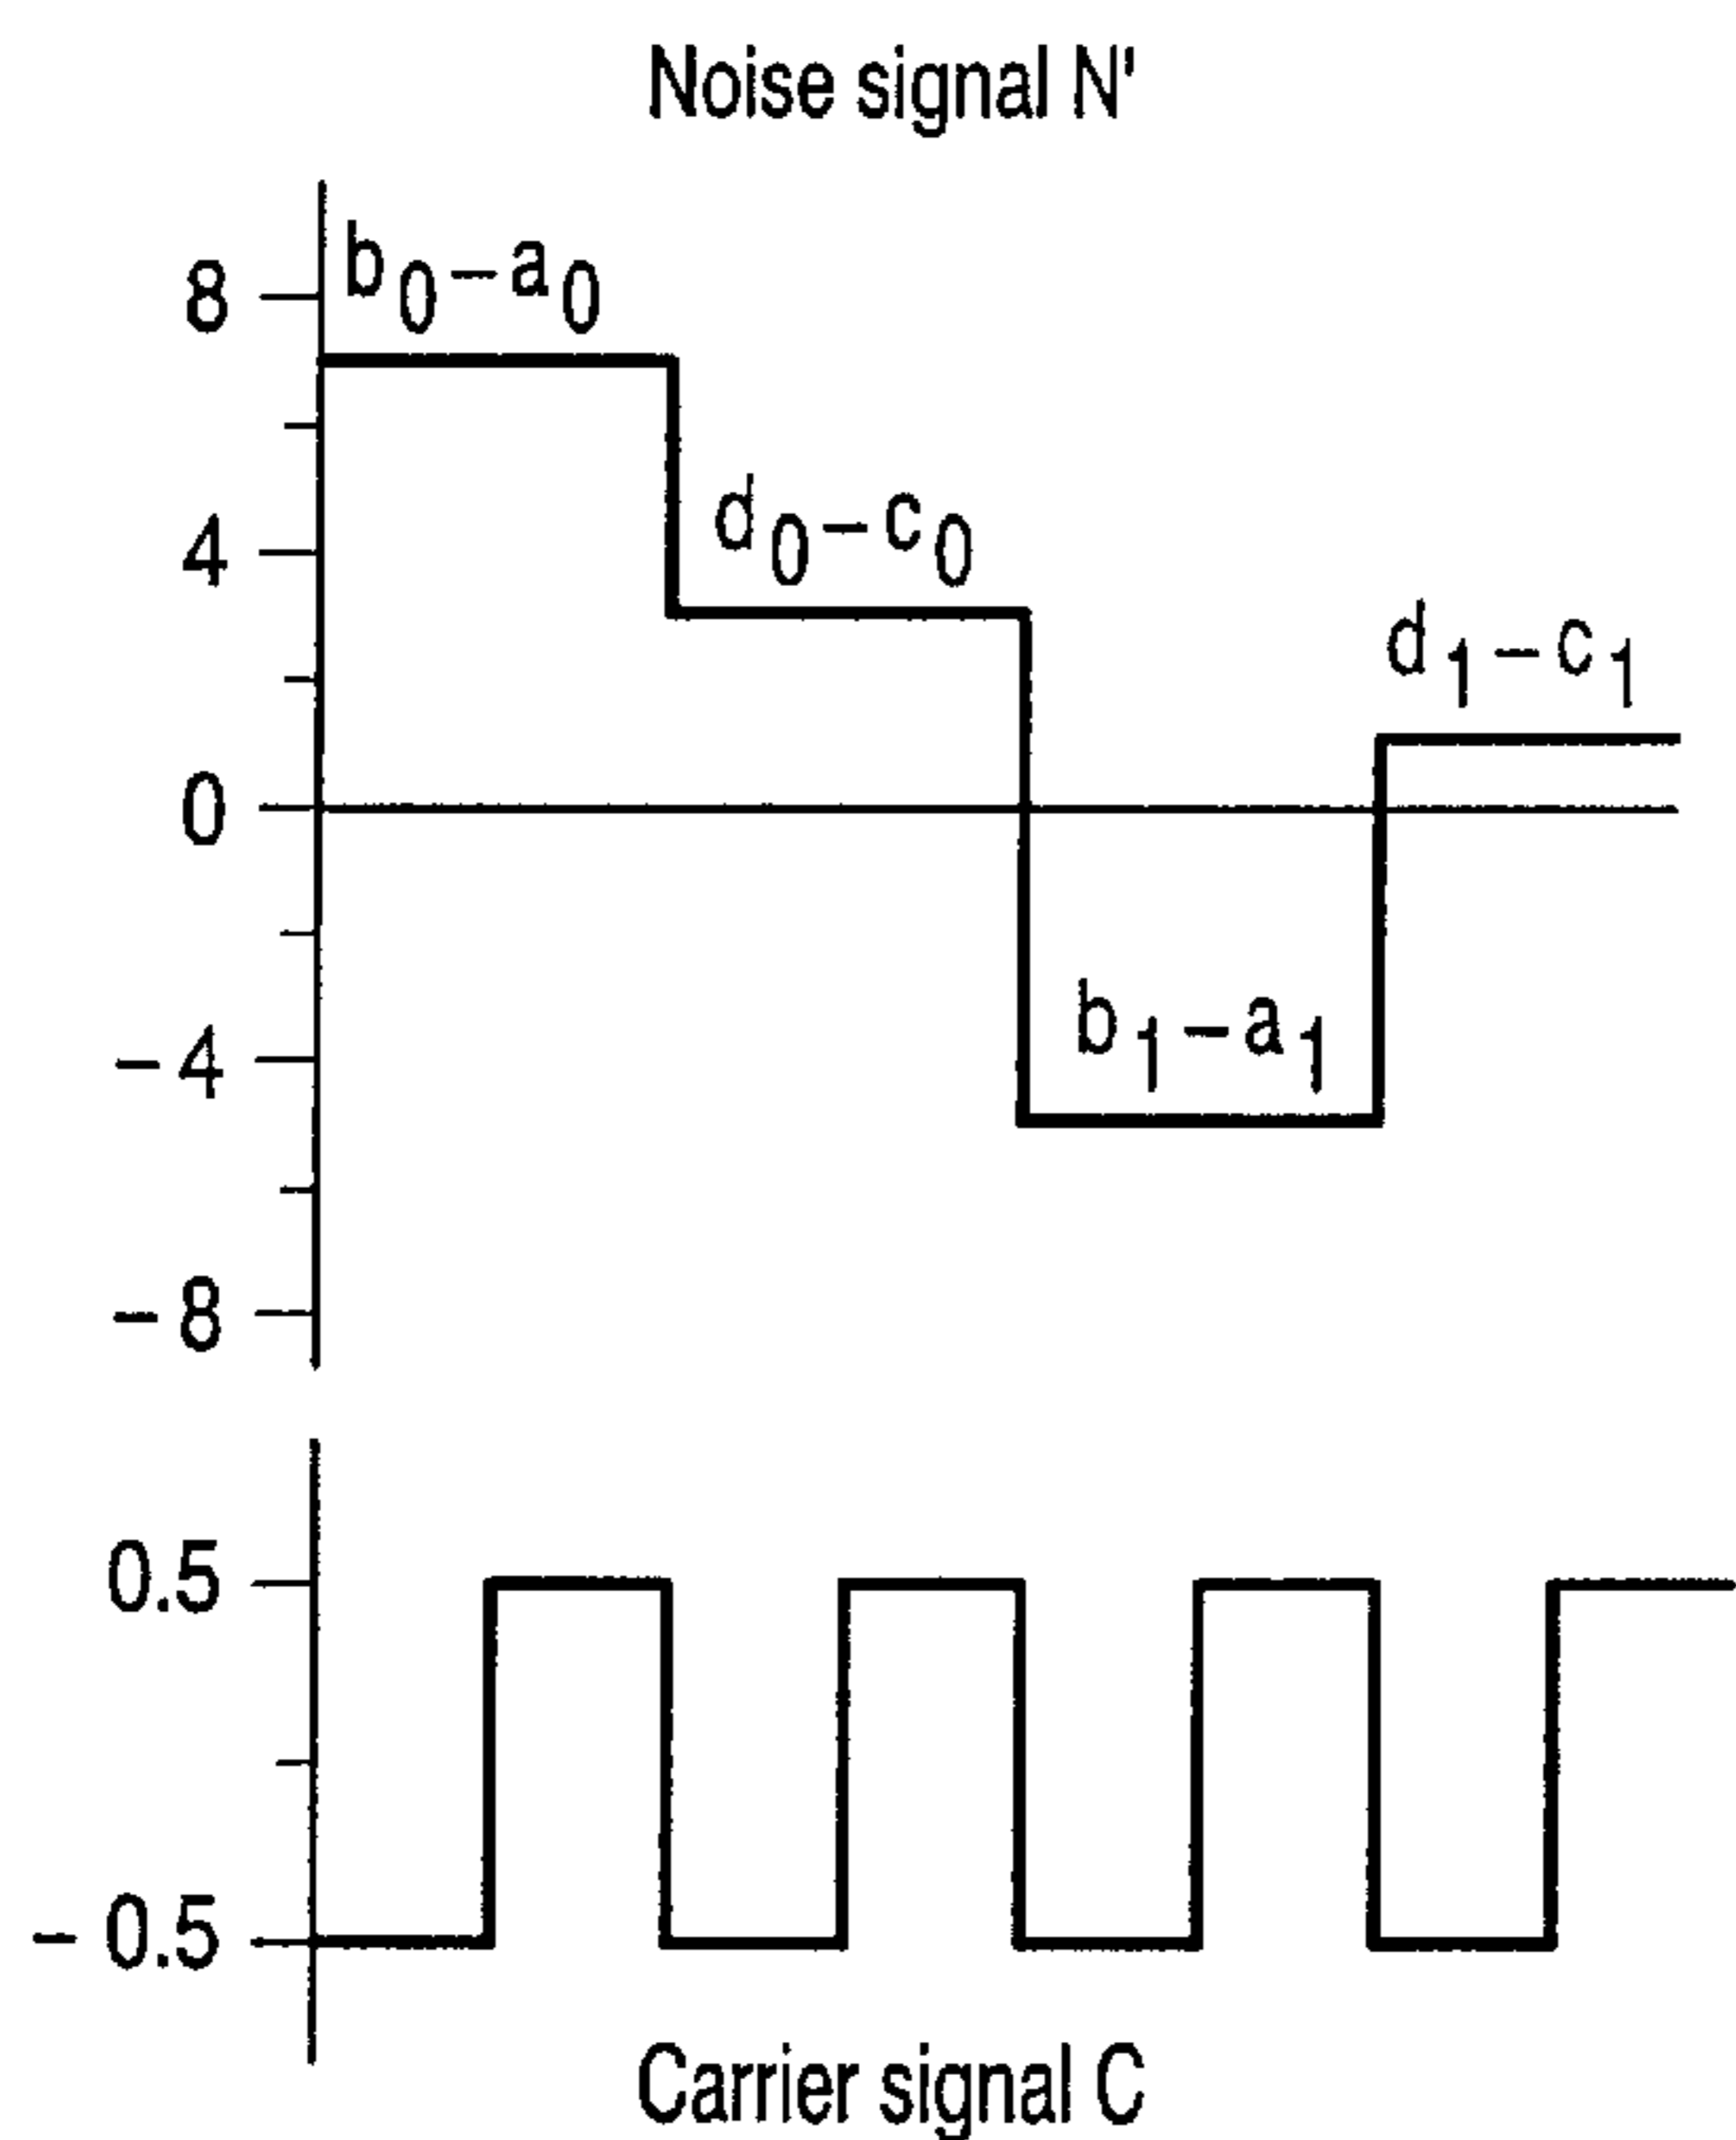 Noise signal N'
8
b₀-a₀
4
d₀-c₀
d₁-c₁
0
b₁-a₁
-4
-8
0.5
-0.5
Carrier signal C